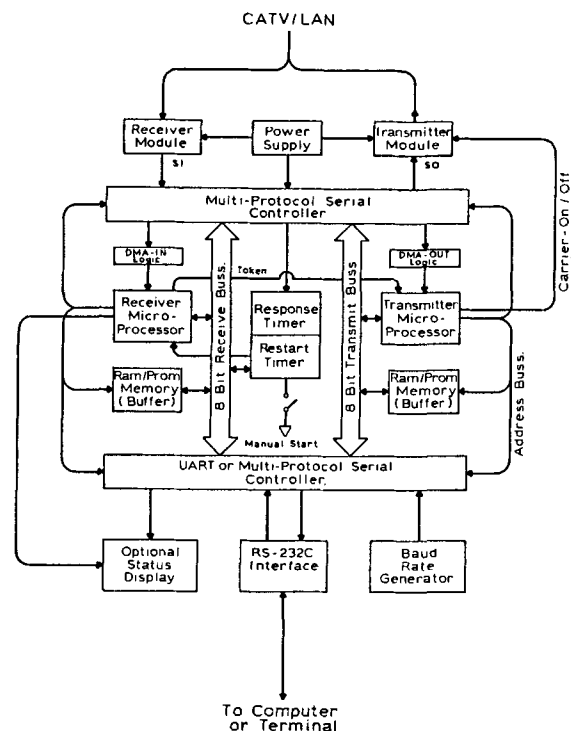 CATV/LAN
Receiver
Module
Power
Supply
Transmitter
Module
SI
SO
Multi-Protocol Serial
Controller
Carrier-On / Off
DMA-IN
Logic
DMA-OUT
Logic
Token
Receiver
Micro-
Processor
8 Bit Receive Buss.
Response
Timer
Restart
Timer
8 Bit Transmit Buss.
Transmitter
Micro-
Processor
Ram/Prom
Memory
(Buffer)
Ram/Prom
Memory
(Buffer)
Address Buss.
Manual Start
UART or Multi-Protocol Serial
Controller.
Optional
Status
Display
RS-232C
Interface
Baud
Rate
Generator
To Computer
or Terminal